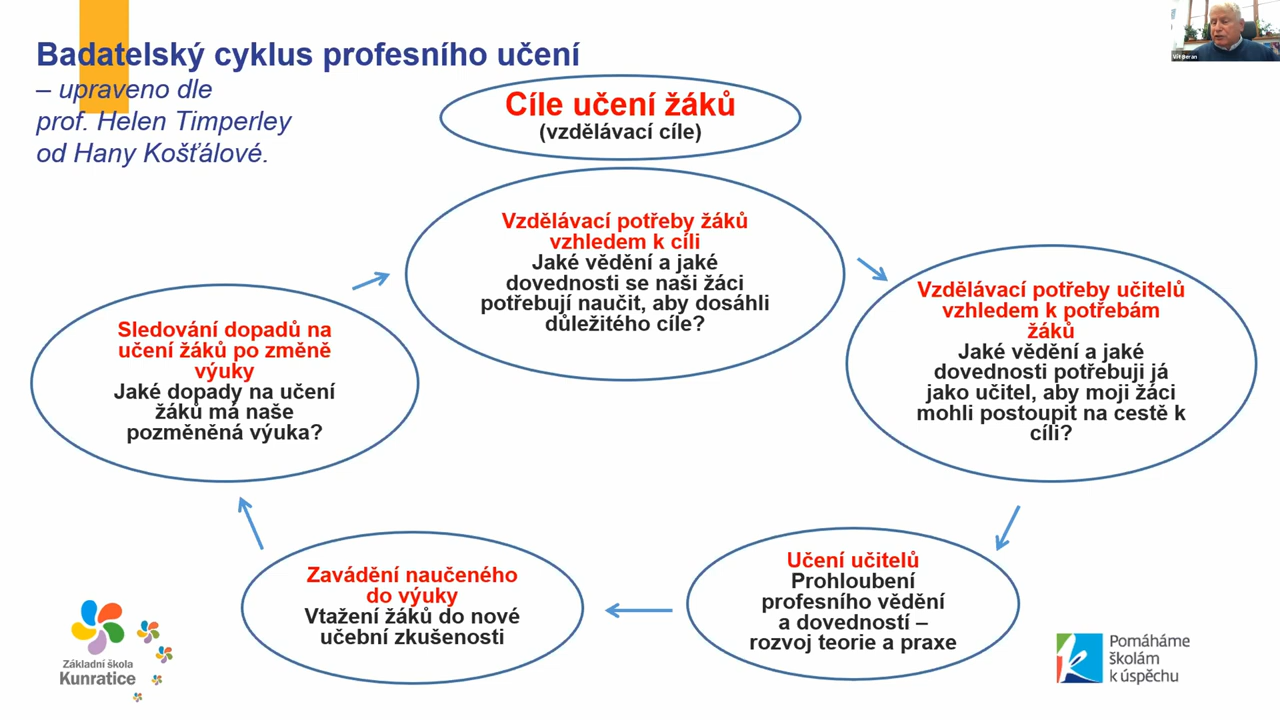 Badatelský cyklus profesního učení
– upraveno dle
prof. Helen Timperley
od Hany Košťálové.
Cíle učení žáků
(vzdělávací cíle)
Vzdělávací potřeby žáků
vzhledem k cíli
Jaké vědění a jaké
dovednosti se naši žáci
potřebují naučit, aby dosáhli
důležitého cíle?
Vzdělávací potřeby učitelů
vzhledem k potřebám
žáků
Jaké vědění a jaké
dovednosti potřebuji já
jako učitel, aby moji žáci
mohli postoupit na cestě k
cíli?
Učení učitelů
Prohloubení
profesního vědění
a dovedností –
rozvoj teorie a praxe
Zavádění naučeného
do výuky
Vtažení žáků do nové
učební zkušenosti
Sledování dopadů na
učení žáků po změně
výuky
Jaké dopady na učení
žáků má naše
pozměněná výuka?
Základní škola
Kunratice
Pomáháme
školám
k úspěchu
Vít Beran